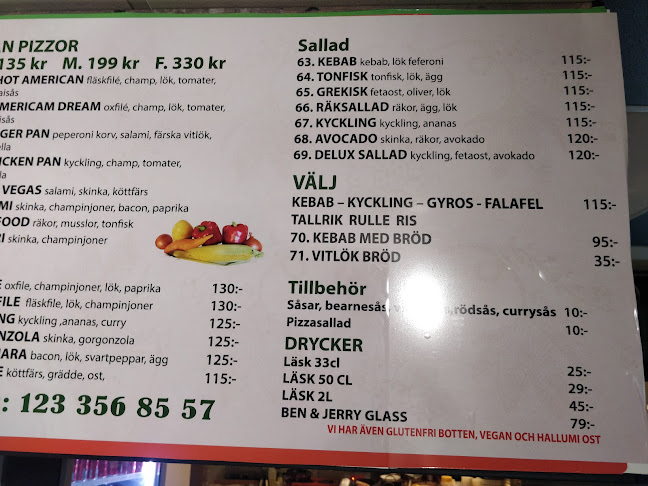 N PIZZOR
135 kr M. 199 kr F. 330 kr
HOT AMERICAN fläskfilé, champ, lök, tomater,
MERICAM DREAM oxfilé, champ, lök, tomater,
GER PAN peperoni korv, salami, färska vitlök,
CKEN PAN kyckling, champ, tomater,
VEGAS salami, skinka, köttfärs
MI skinka, champinjoner, bacon, paprika
FOOD räkor, musslor, tonfisk
RI skinka, champinjoner
oxfile, champinjoner, lök, paprika 130:-
FILE fläskfile, lök, champinjoner 130:-
NG kyckling ,ananas, curry 125:-
NZOLA skinka, gorgonzola 125:-
NARA bacon, lök, svartpeppar, ägg 125:-
E köttfärs, grädde, ost, 115:-
: 123 356 85 57
Sallad
63. KEBAB kebab, lök feferoni 115:-
64. TONFISK tonfisk, lök, ägg 115:-
65. GREKISK fetaost, oliver, lök 115:-
66. RÄKSALLAD räkor, ägg, lök 115:-
67. KYCKLING kyckling, ananas 115:-
68. AVOCADO skinka, räkor, avokado 120:-
69. DELUX SALLAD kyckling, fetaost, avokado 120:-
VÄLJ
KEBAB – KYCKLING – GYROS - FALAFEL 115:-
TALLRIK RULLE RIS
70. KEBAB MED BRÖD 95:-
71. VITLÖK BRÖD 35:-
Tillbehör
Såsar, bearnesås, rödsås, currysås 10:-
Pizzasallad 10:-
DRYCKER
Läsk 33cl 25:-
LÄSK 50 CL 29:-
LÄSK 2L 45:-
BEN & JERRY GLASS 79:-
VI HAR ÄVEN GLUTENFRI BOTTEN, VEGAN OCH HALLUMI OST